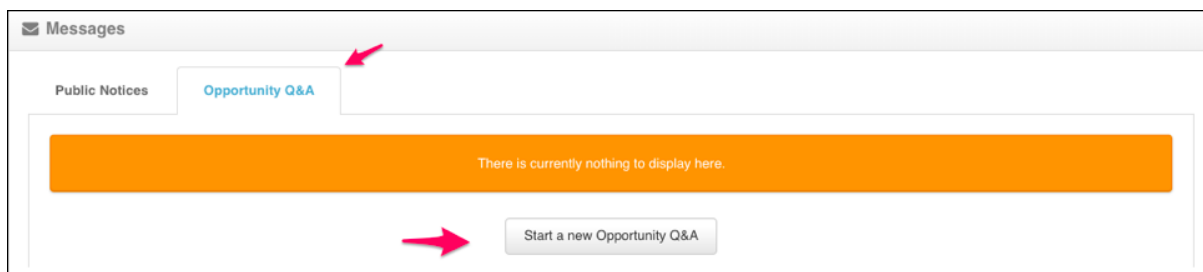 Messages
Public Notices
Opportunity Q&A
There is currently nothing to display here.
Start a new Opportunity Q&A